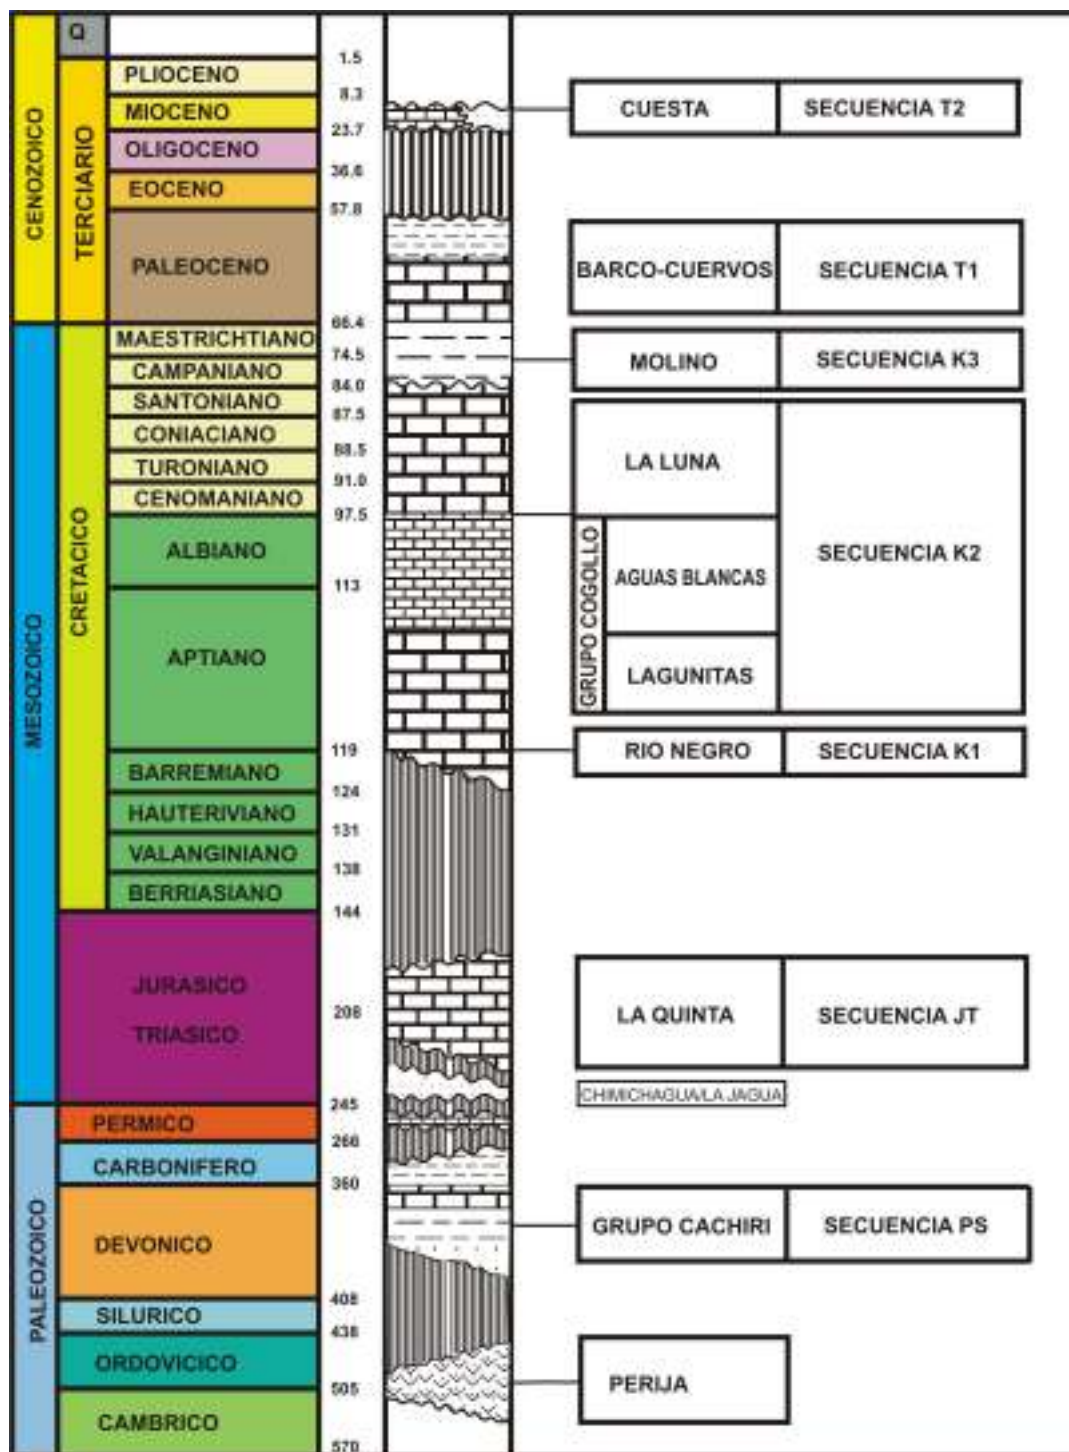 CENOZOICO
TERCIARIO
Q
1.5
PLIOCENO
8.3
MIOCENO
23.7
OLIGOCENO
36.6
EOCENO
57.8
PALEOCENO
66.4
CUESTA SECUENCIA T2
BARCO-CUERVOS SECUENCIA T1
MESOZOICO
CRETACICO
MAESTRICHTIANO
74.5
CAMPANIANO
84.0
SANTONIANO
87.5
CONIACIANO
88.5
TURONIANO
91.0
CENOMANIANO
97.5
ALBIANO
113
APTIANO
119
BARREMIANO
124
HAUTERIVIANO
131
VALANGINIANO
138
BERRIASIANO
144
MOLINO SECUENCIA K3
LA LUNA
SECUENCIA K2
GRUPO COGOLLO
AGUAS BLANCAS
LAGUNITAS
RIO NEGRO SECUENCIA K1
JURASICO
208
TRIASICO
245
LA QUINTA SECUENCIA JT
CHIMICHAGUA/LA JAGUA
PALEOZOICO
PERMICO
266
CARBONIFERO
360
DEVONICO
408
SILURICO
438
ORDOVICICO
505
CAMBRICO
570
GRUPO CACHIRI SECUENCIA PS
PERIJA